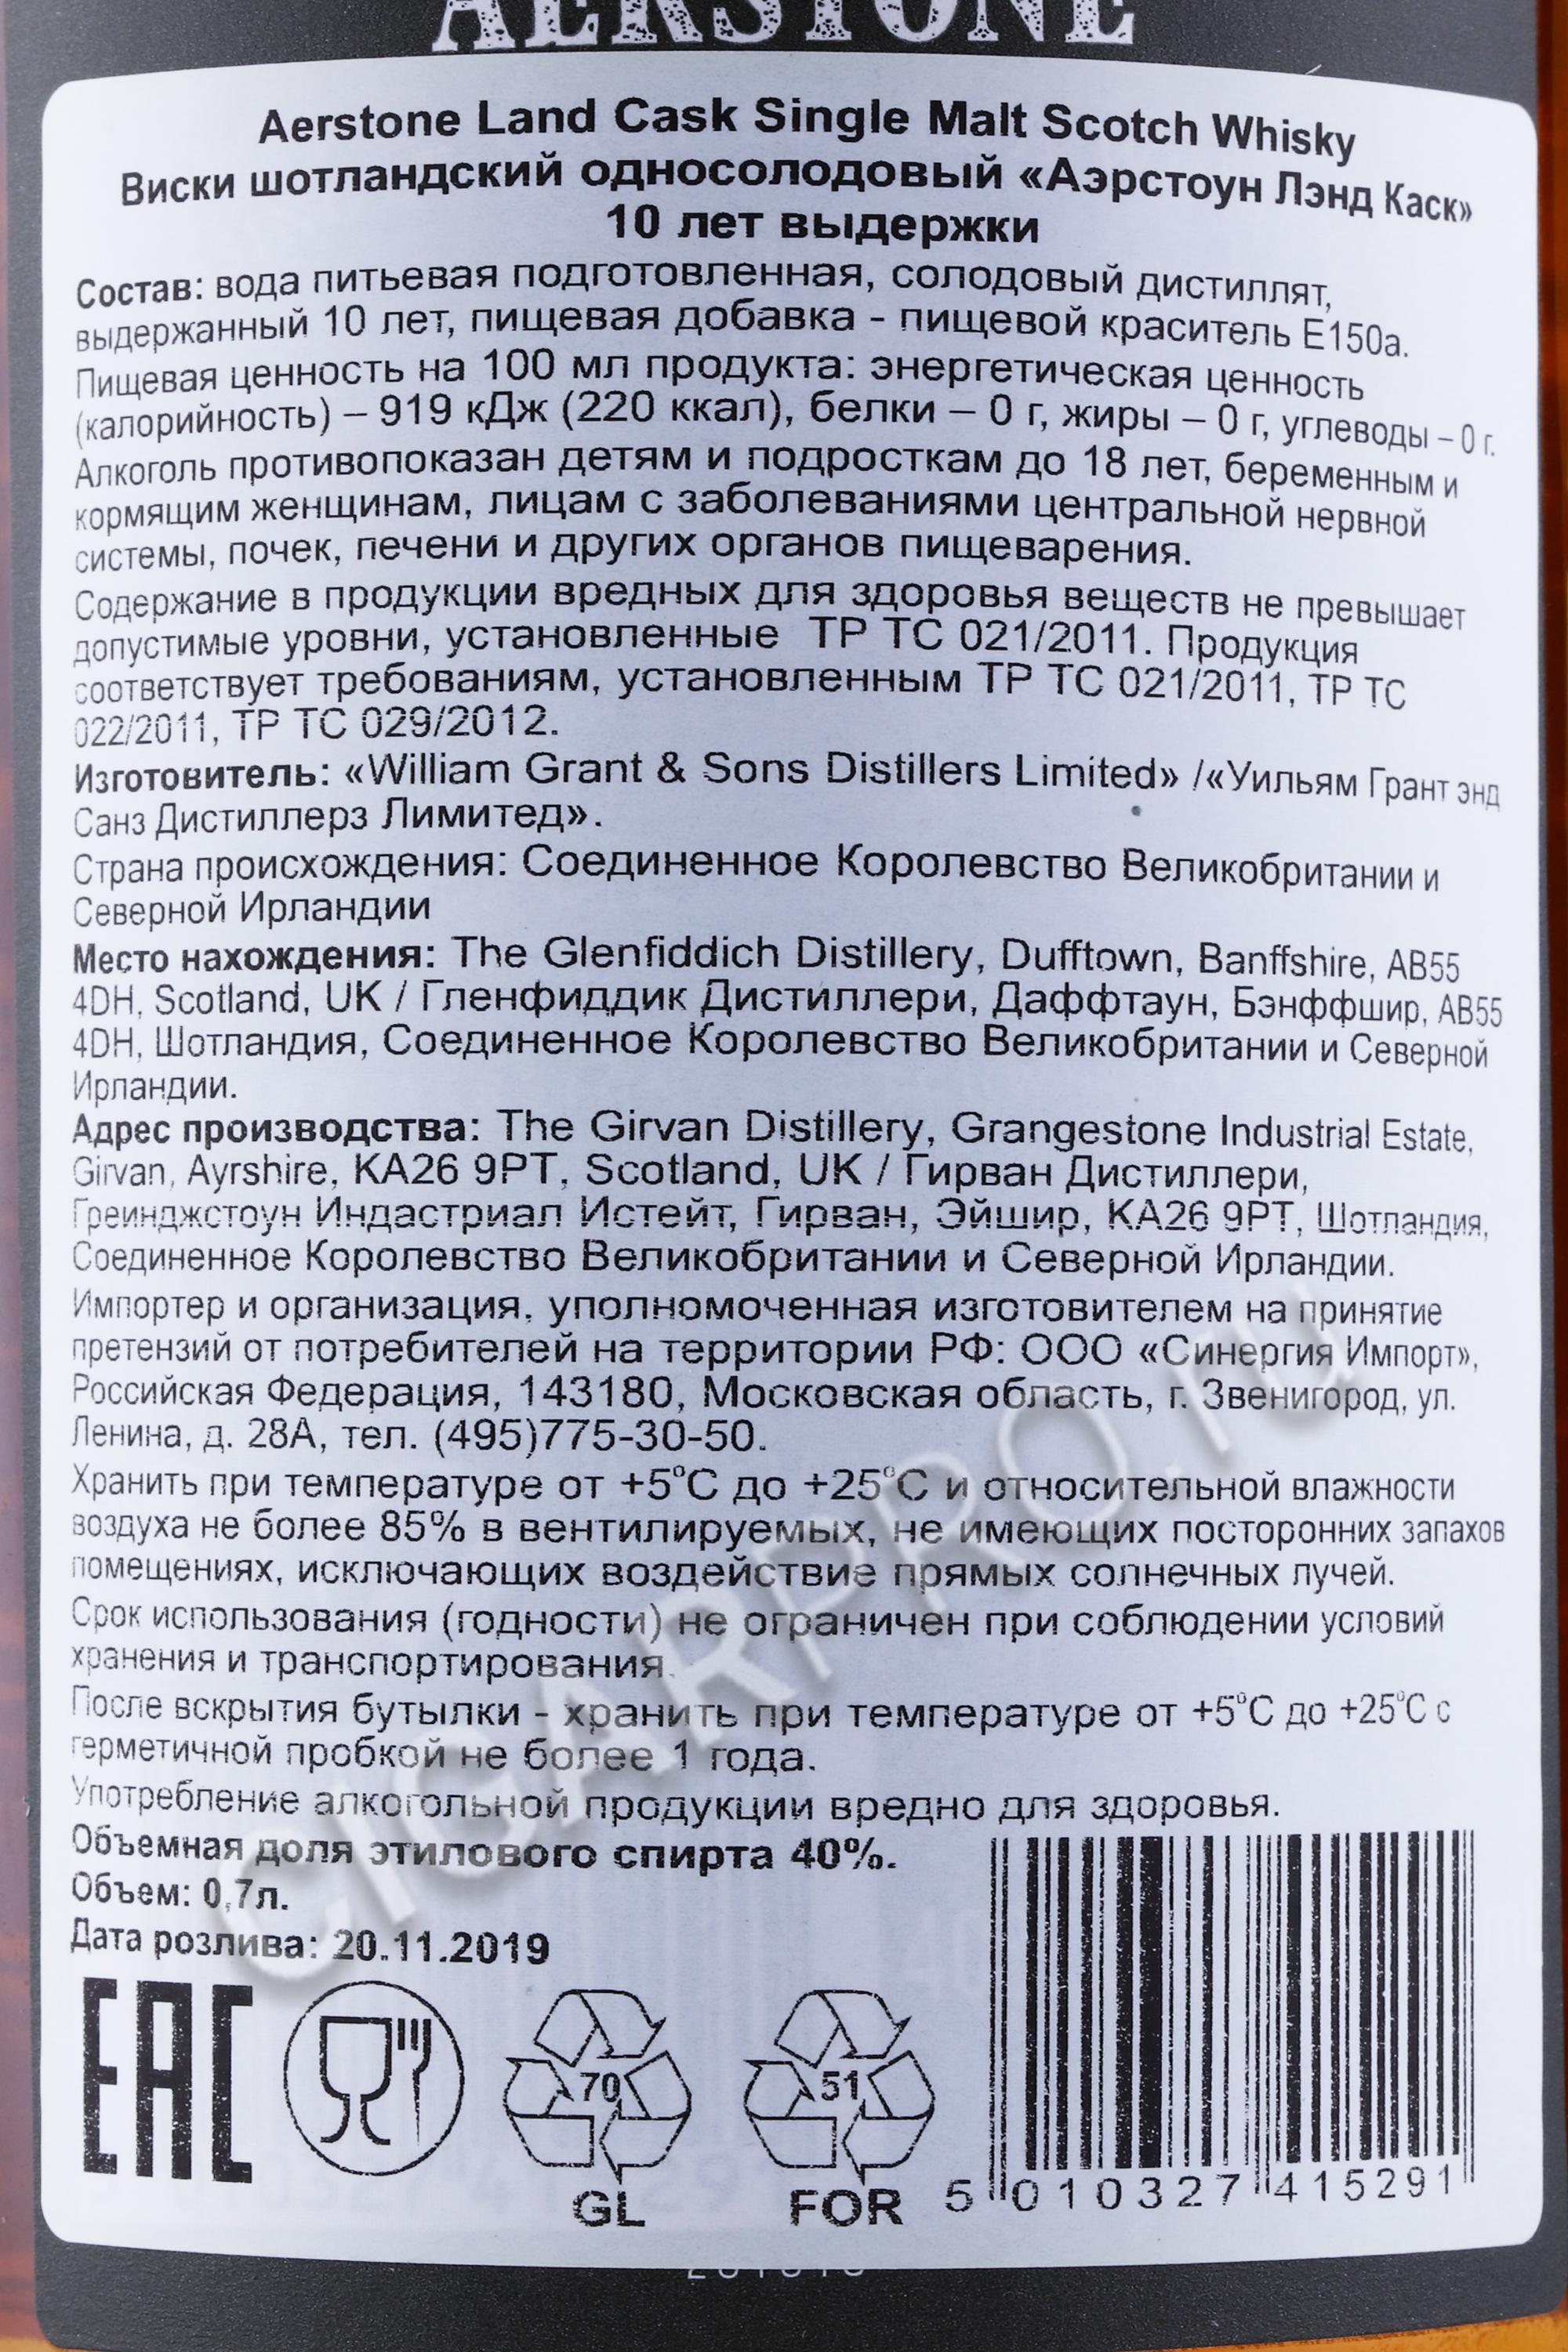 AERSTONE
Aerstone Land Cask Single Malt Scotch Whisky
Виски шотландский односолодовый «Аэрстоун Лэнд Каск»
10 лет выдержки
Состав: вода питьевая подготовленная, солодовый дистиллят,
выдержанный 10 лет, пищевая добавка - пищевой краситель Е150а.
Пищевая ценность на 100 мл продукта: энергетическая ценность
(калорийность) – 919 кДж (220 ккал), белки – 0 г, жиры – 0 г, углеводы – 0 г.
Алкоголь противопоказан детям и подросткам до 18 лет, беременным и
кормящим женщинам, лицам с заболеваниями центральной нервной
системы, почек, печени и других органов пищеварения.
Содержание в продукции вредных для здоровья веществ не превышает
допустимые уровни, установленные ТР ТС 021/2011. Продукция
соответствует требованиям, установленным ТР ТС 021/2011, ТР ТС
022/2011, ТР ТС 029/2012.
Изготовитель: «William Grant & Sons Distillers Limited» /«Уильям Грант энд
Санз Дистиллерз Лимитед».
Страна происхождения: Соединенное Королевство Великобритании и
Северной Ирландии
Место нахождения: The Glenfiddich Distillery, Dufftown, Banffshire, AB55
4DH, Scotland, UK / Гленфиддик Дистиллери, Даффтаун, Бэнффшир, AB55
4DH, Шотландия, Соединенное Королевство Великобритании и Северной
Ирландии.
Адрес производства: The Girvan Distillery, Grangestone Industrial Estate,
Girvan, Ayrshire, KA26 9PT, Scotland, UK / Гирван Дистиллери,
Греинджстоун Индастриал Истейт, Гирван, Эйшир, KA26 9PT, Шотландия,
Соединенное Королевство Великобритании и Северной Ирландии.
Импортер и организация, уполномоченная изготовителем на принятие
претензий от потребителей на территории РФ: ООО «Синергия Импорт»,
Российская Федерация, 143180, Московская область, г. Звенигород, ул.
Ленина, д. 28А, тел. (495)775-30-50.
Хранить при температуре от +5°С до +25°С и относительной влажности
воздуха не более 85% в вентилируемых, не имеющих посторонних запахов
помещениях, исключающих воздействие прямых солнечных лучей.
Срок использования (годности) не ограничен при соблюдении условий
хранения и транспортирования.
После вскрытия бутылки - хранить при температуре от +5°С до +25°С с
герметичной пробкой не более 1 года.
Употребление алкогольной продукции вредно для здоровья.
Объемная доля этилового спирта 40%.
Объем: 0,7л.
Дата розлива: 20.11.2019
EAC
70
GL
51
FOR
5 010327 415291
CIGARPRO.ru